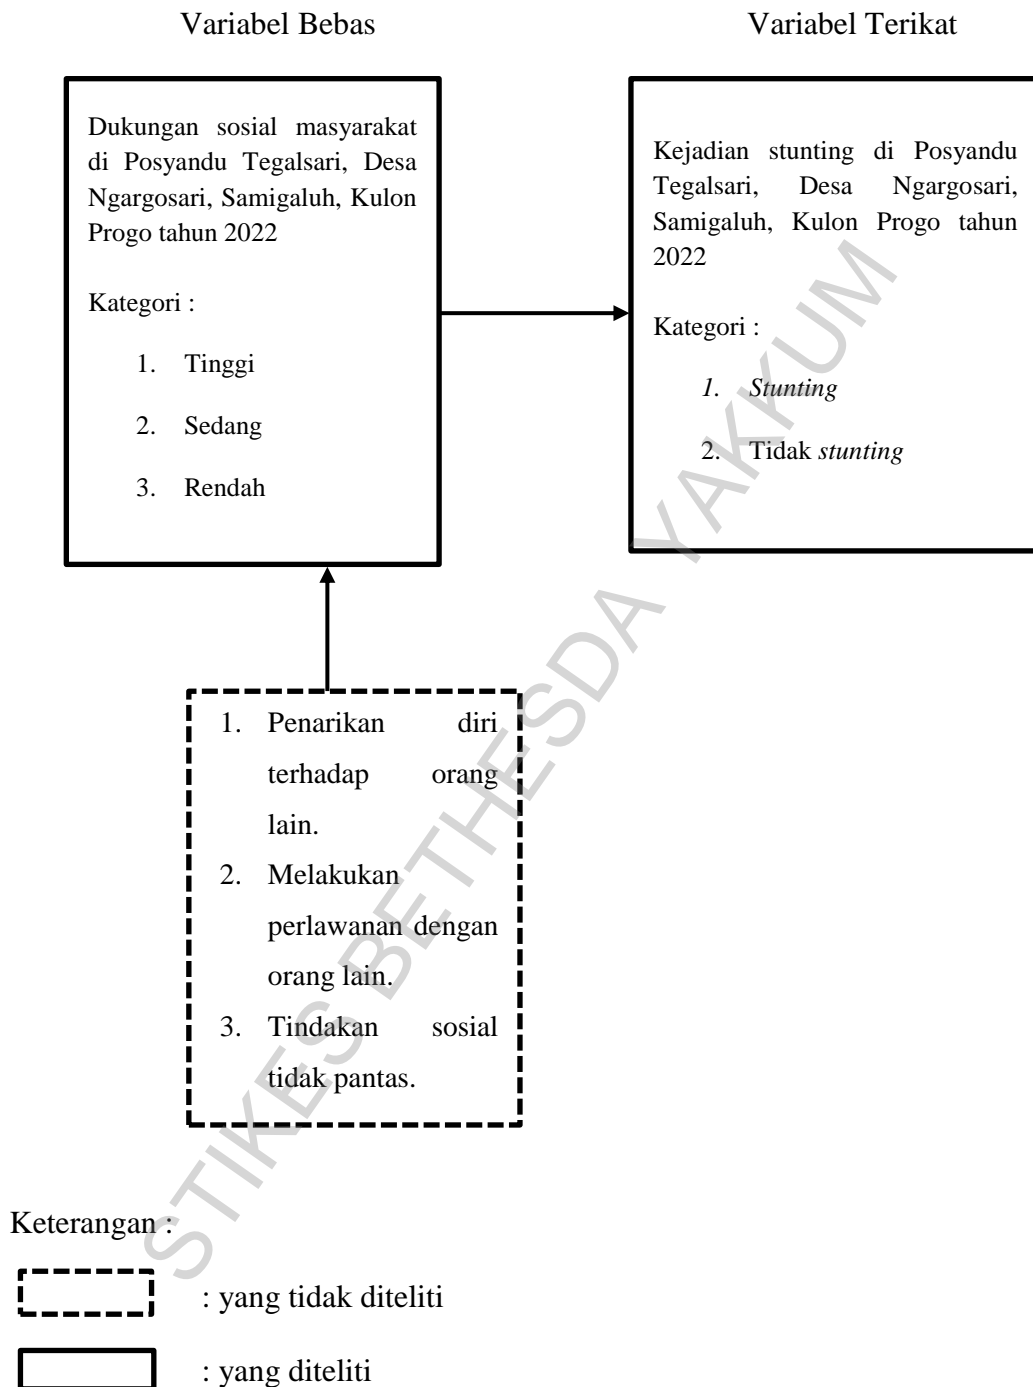 Variabel Bebas
Variabel Terikat
Dukungan sosial masyarakat
di Posyandu Tegalsari, Desa
Ngargosari, Samigaluh, Kulon
Progo tahun 2022
Kategori :
1. Tinggi
2. Sedang
3. Rendah
Kejadian stunting di Posyandu
Tegalsari, Desa Ngargosari,
Samigaluh, Kulon Progo tahun
2022
Kategori :
1. Stunting
2. Tidak stunting
1. Penarikan diri
terhadap orang
lain.
2. Melakukan
perlawanan dengan
orang lain.
3. Tindakan sosial
tidak pantas.
Keterangan :
: yang tidak diteliti
: yang diteliti
STIKES BETHESDA YAKKUM